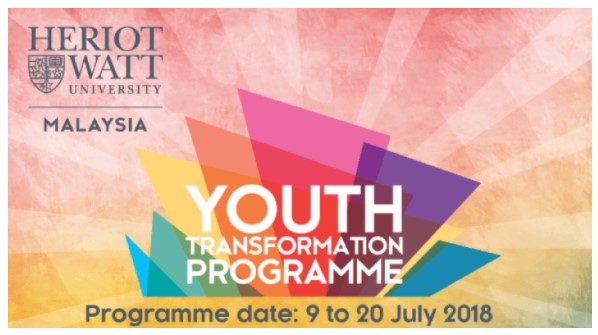 HERIOT
WATT
UNIVERSITY
MALAYSIA
YOUTH
TRANSFORMATION
PROGRAMME
Programme date: 9 to 20 July 2018